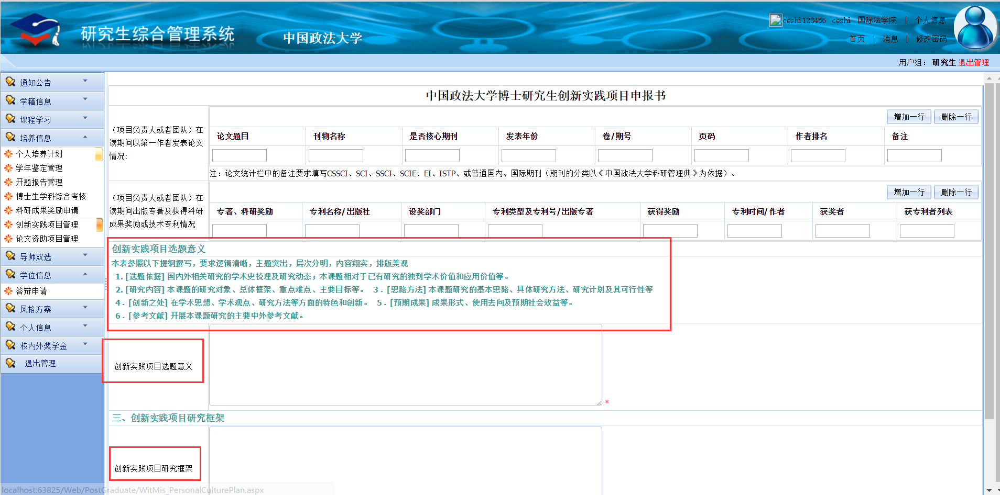 研究生综合管理系统
中国政法大学
ceshi123456 ceshi 国际法学院 | 个人信息
首页 | 消息 | 修改密码
用户组： 研究生 退出管理
通知公告
学籍信息
课程学习
培养信息
个人培养计划
学年鉴定管理
开题报告管理
博士生学科综合考核
科研成果奖励申请
创新实践项目管理
论文资助项目管理
导师双选
学位信息
答辩申请
风格方案
个人信息
校内外奖学金
退出管理
中国政法大学博士研究生创新实践项目申报书
（项目负责人或者团队）在
读期间以第一作者发表论文
情况:
增加一行 删除一行
论文题目 刊物名称 是否核心期刊 发表年份 卷/期号 页码 作者排名 备注
注：论文统计栏中的备注要求填写CSSCI、SCI、SSCI、SCIE、EI、ISTP、或普通国内、国际期刊（期刊的分类以《中国政法大学科研管理典》为依据）。
（项目负责人或者团队）在
读期间出版专著及获得科研
成果奖励或技术专利情况
增加一行 删除一行
专著、科研奖励 专利名称/出版社 设奖部门 专利类型及专利号/出版专著 获得奖励 专利时间/作者 获奖者 获专利者列表
创新实践项目选题意义
本表参照以下提纲撰写，要求逻辑清晰，主题突出，层次分明，内容翔实，排版美观
1. [选题依据] 国内外相关研究的学术史梳理及研究动态；本课题相对于已有研究的独到学术价值和应用价值等。
2. [研究内容] 本课题的研究对象、总体框架、重点难点、主要目标等。 3．[思路方法] 本课题研究的基本思路、具体研究方法、研究计划及其可行性等
4．[创新之处] 在学术思想、学术观点、研究方法等方面的特色和创新。 5．[预期成果] 成果形式、使用去向及预期社会效益等。
6．[参考文献] 开展本课题研究的主要中外参考文献。
创新实践项目选题意义
*
三、创新实践项目研究框架
创新实践项目研究框架
localhost:63825/Web/PostGraduate/WitMis_PersonalCulturePlan.aspx